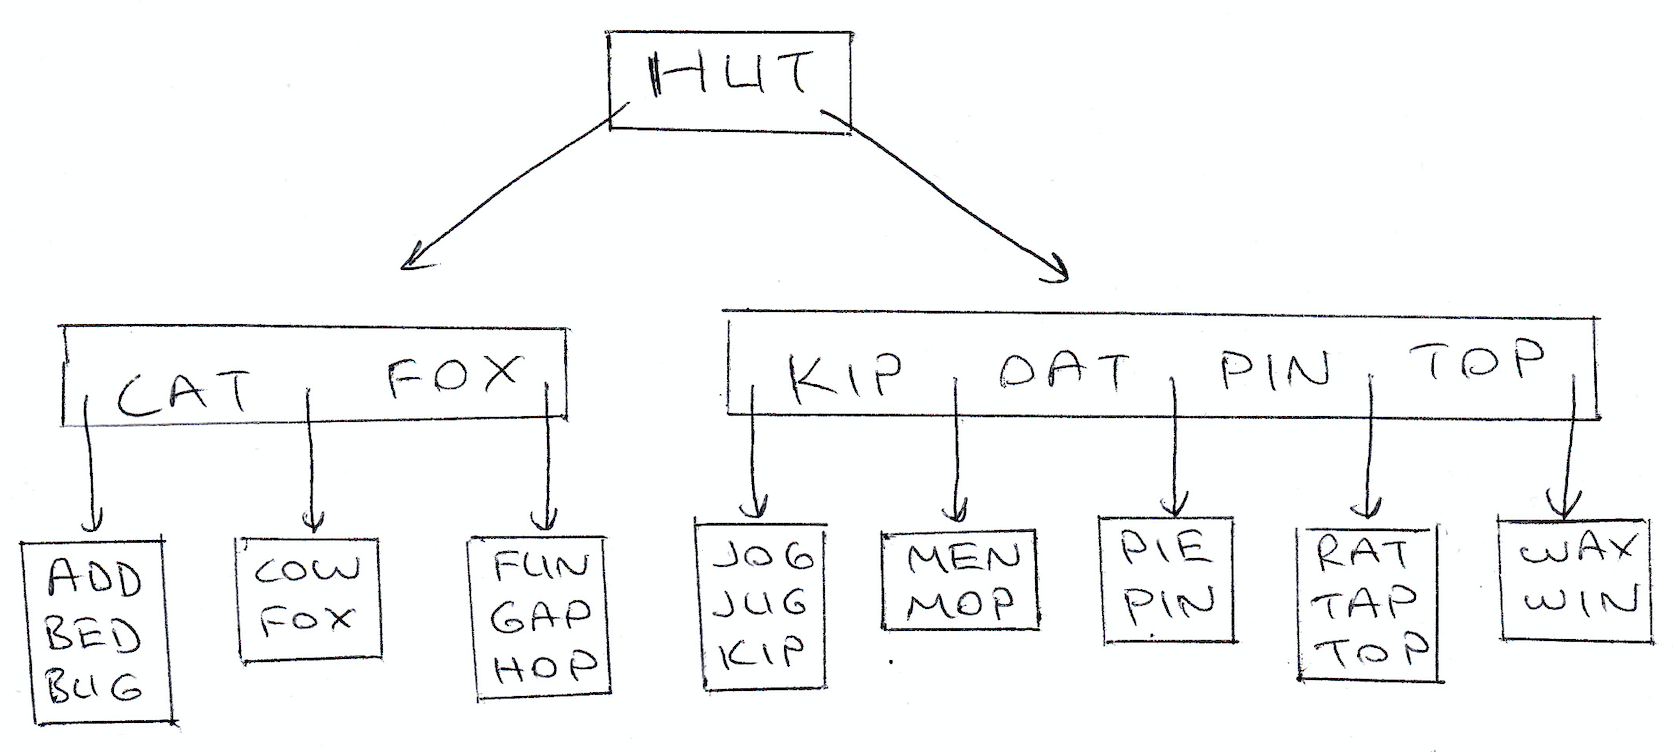 HUT
CAT FOX
KIP OAT PIN TOP
ADD
BED
BUG
COW
FOX
FUN
GAP
HOP
JOG
JUG
KIP
MEN
MOP
PIE
PIN
RAT
TAP
TOP
WAX
WIN